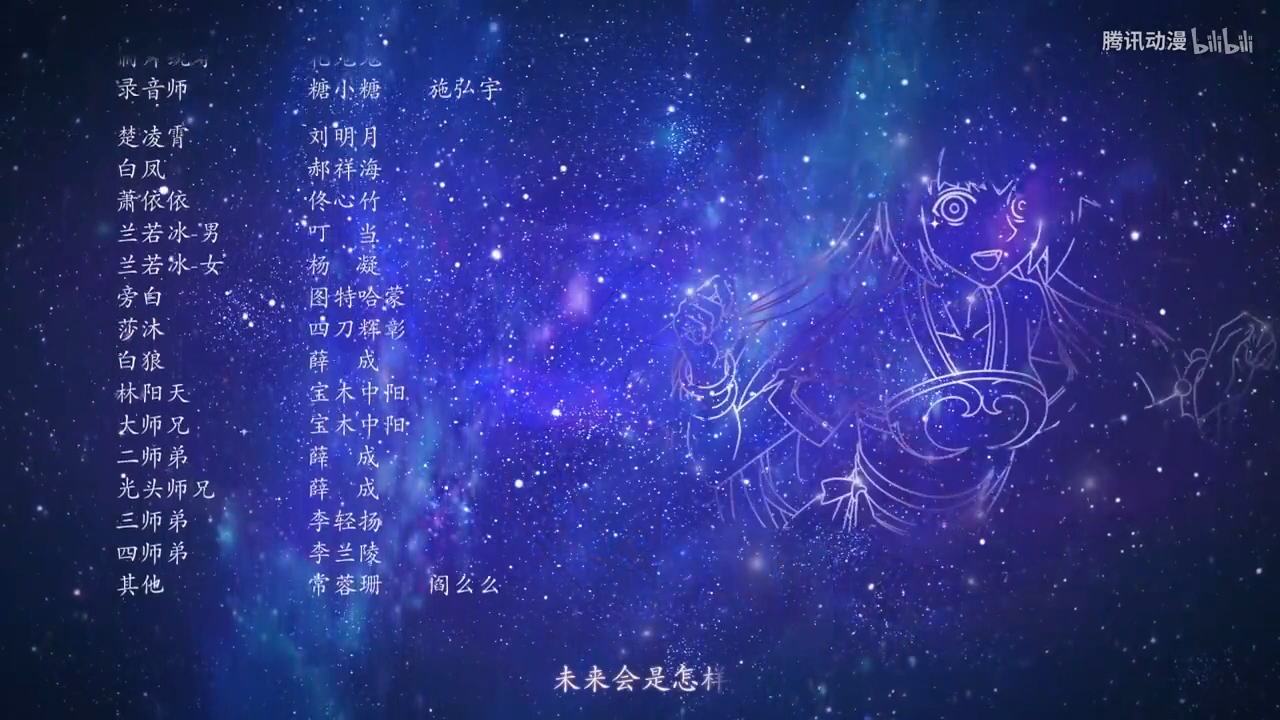 腾讯动漫 bilibili
录音师 糖小糖 施弘宇
楚凌霄 刘明月
白凤 郝祥海
萧依依 佟心竹
兰若冰-男 叮 当
兰若冰-女 杨 凝
旁白 图特哈蒙
莎沐 四刀辉彰
白狼 薛 成
林阳天 宝木中阳
大师兄 宝木中阳
二师弟 薛 成
光头师兄 薛 成
三师弟 李轻扬
四师弟 李兰陵
其他 常蓉珊 阎么么
未来会是怎样